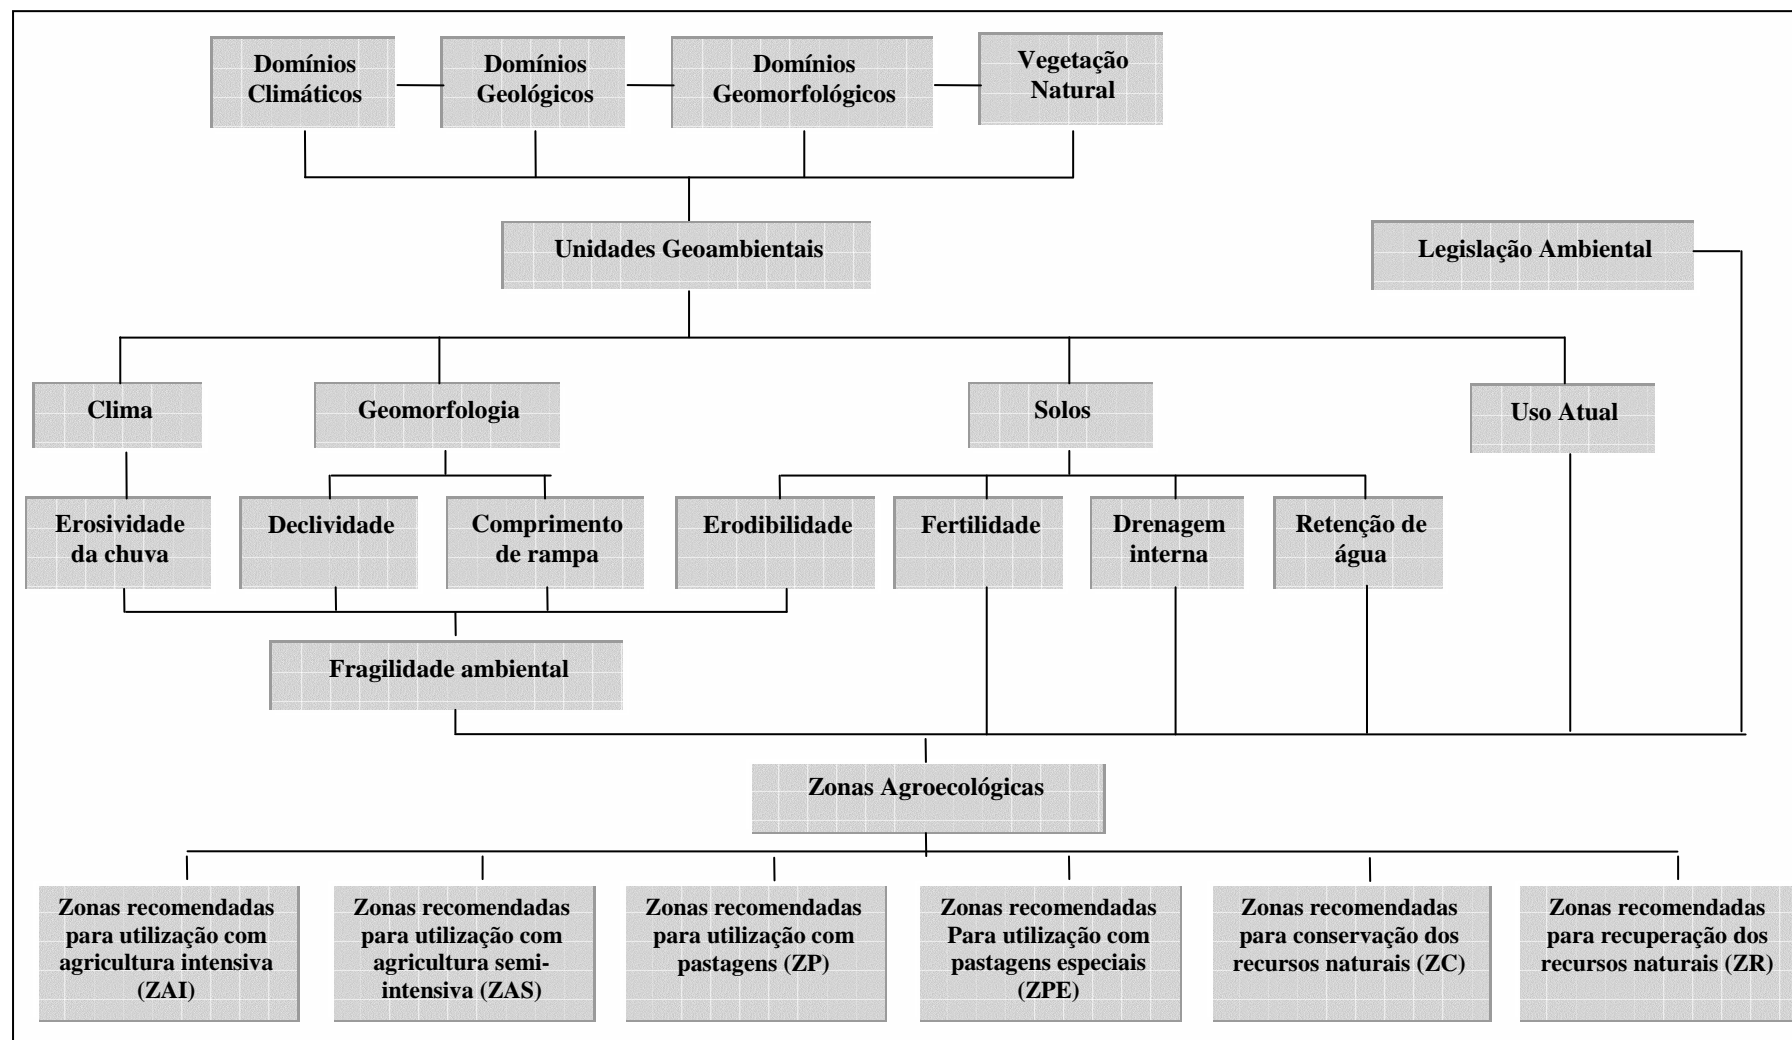 Domínios
Climáticos
Domínios
Geológicos
Domínios
Geomorfológicos
Vegetação
Natural
Unidades Geoambientais
Legislação Ambiental
Clima
Geomorfologia
Solos
Uso Atual
Erosividade
da chuva
Declividade
Comprimento
de rampa
Erodibilidade
Fertilidade
Drenagem
interna
Retenção de
água
Fragilidade ambiental
Zonas Agroecológicas
Zonas recomendadas
para utilização com
agricultura intensiva
(ZAI)
Zonas recomendadas
para utilização com
agricultura semi-
intensiva (ZAS)
Zonas recomendadas
para utilização com
pastagens (ZP)
Zonas recomendadas
Para utilização com
pastagens especiais
(ZPE)
Zonas recomendadas
para conservação dos
recursos naturais (ZC)
Zonas recomendadas
para recuperação dos
recursos naturais (ZR)